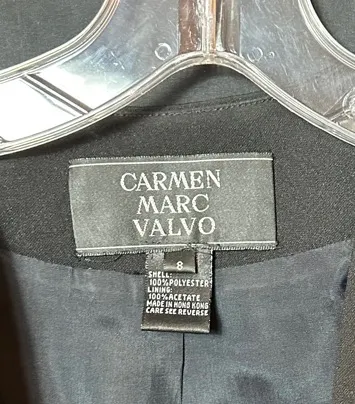 CARMEN
MARC
VALVO
8
SHELL:
100% POLYESTER
LINING:
100% ACETATE
MADE IN HONG KONG
CARE SEE REVERSE